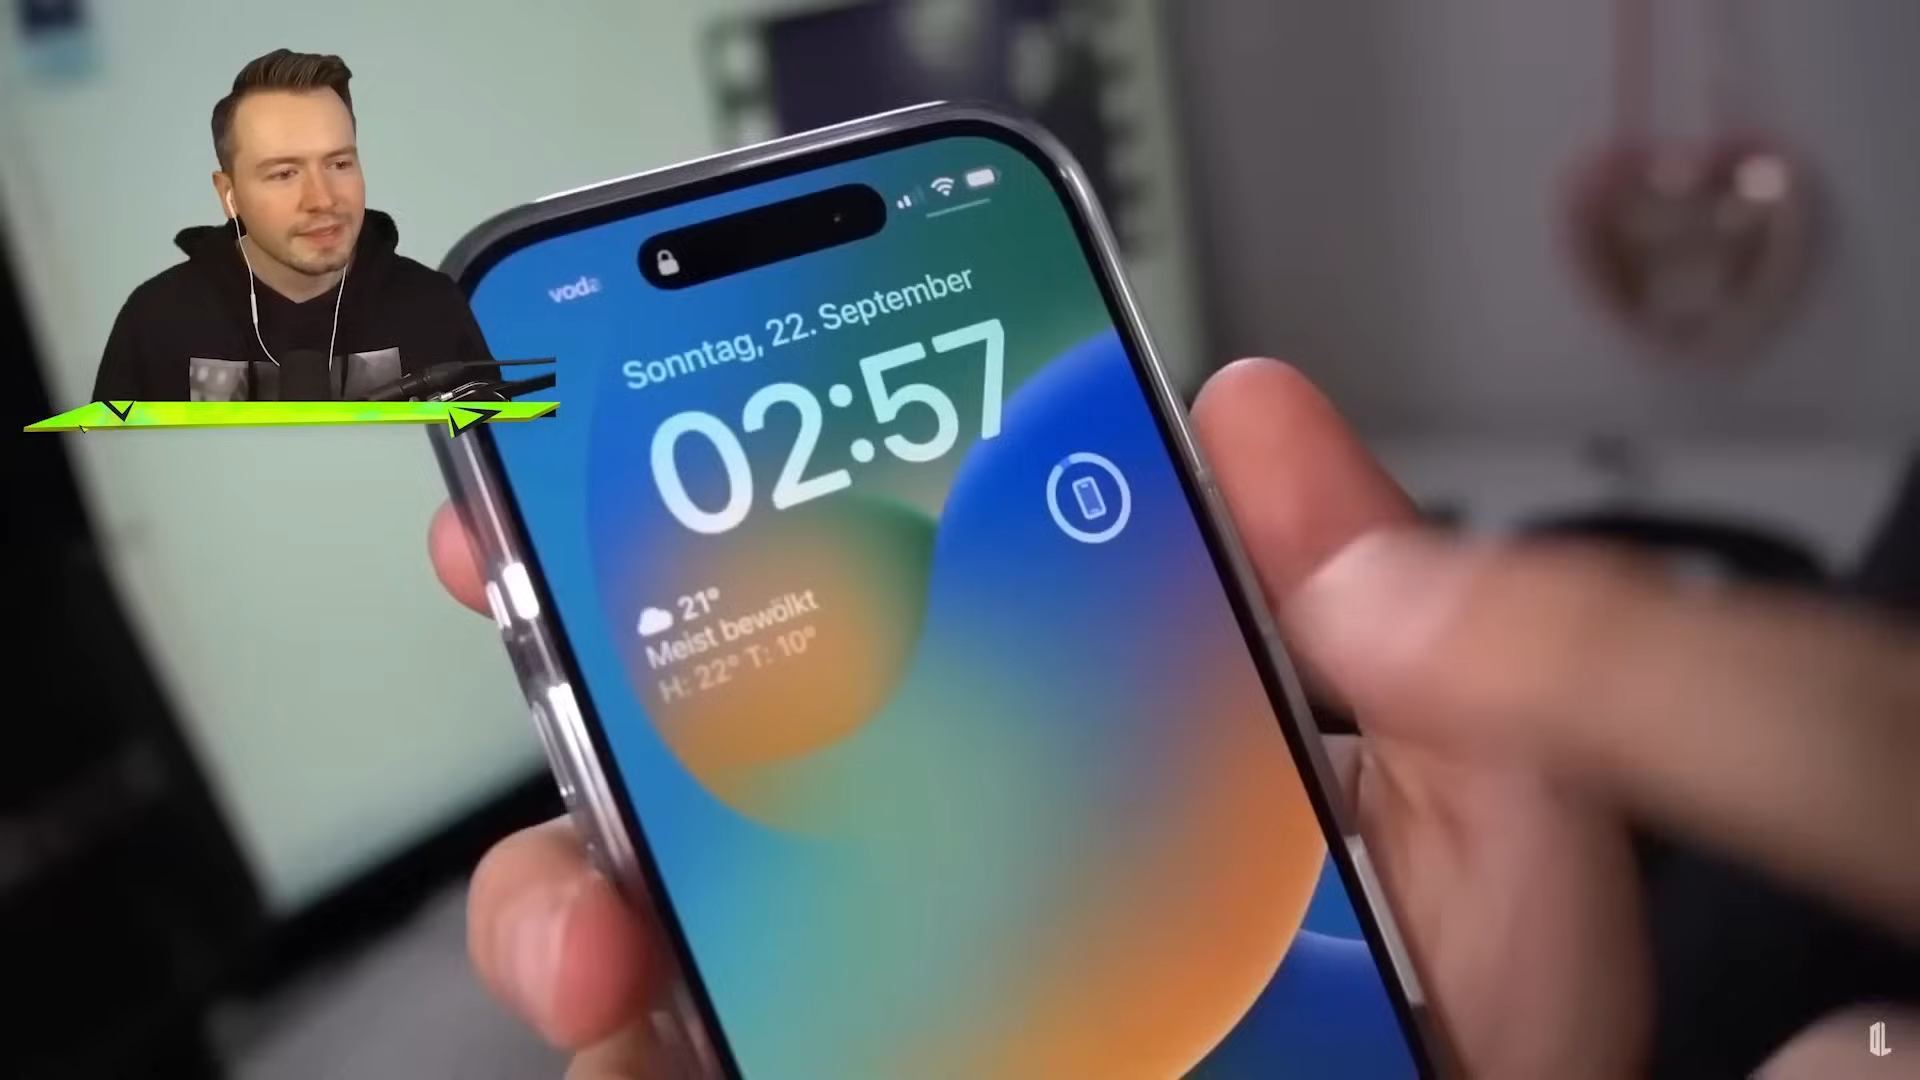 Sonntag, 22. September
02:57
21°
Meist bewölkt
H: 22° T: 10°